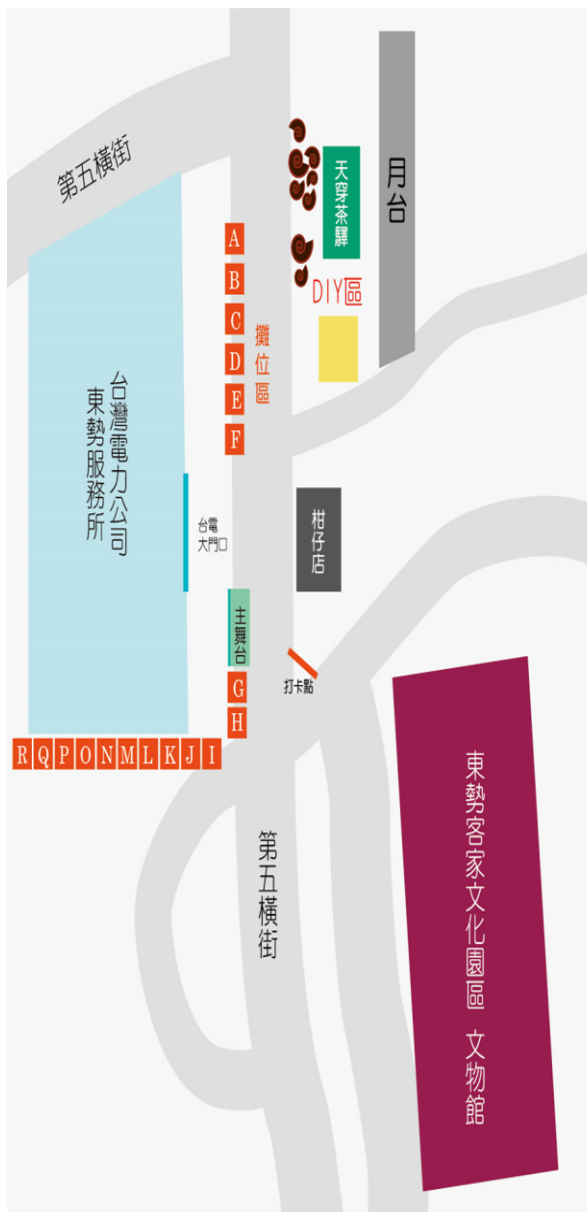 第五橫街
天穿茶驛
月台
A
B
C
D
E
F
攤位區
DIY區
台灣電力公司
東勢服務所
台電
大門口
柑仔店
主舞台
G
H
打卡點
R Q P O N M L K J I
第五橫街
東勢客家文化園區 文物館